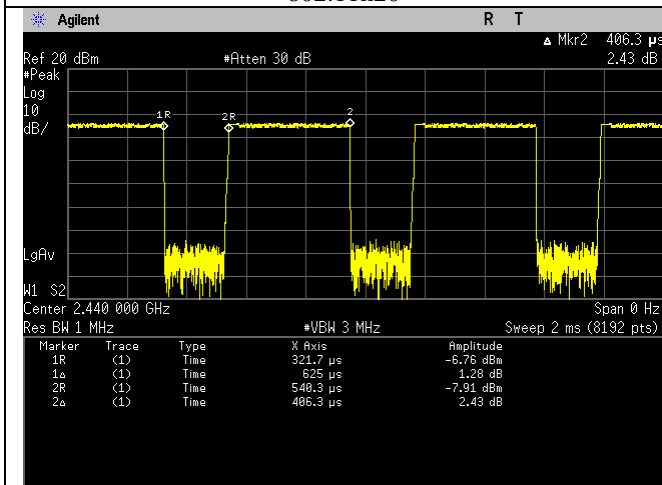 Agilent R T
Δ Mkr2 406.3 µs
Ref 20 dBm #Atten 30 dB 2.43 dB
#Peak
Log
10
dB/
1R 2R 2
LgAv
W1 S2
Center 2.440 000 GHz Span 0 Hz
Res BW 1 MHz #VBW 3 MHz Sweep 2 ms (8192 pts)
Marker Trace Type X Axis Amplitude
1R (1) Time 321.7 µs -6.76 dBm
1Δ (1) Time 625 µs 1.28 dB
2R (1) Time 540.3 µs -7.91 dBm
2Δ (1) Time 406.3 µs 2.43 dB